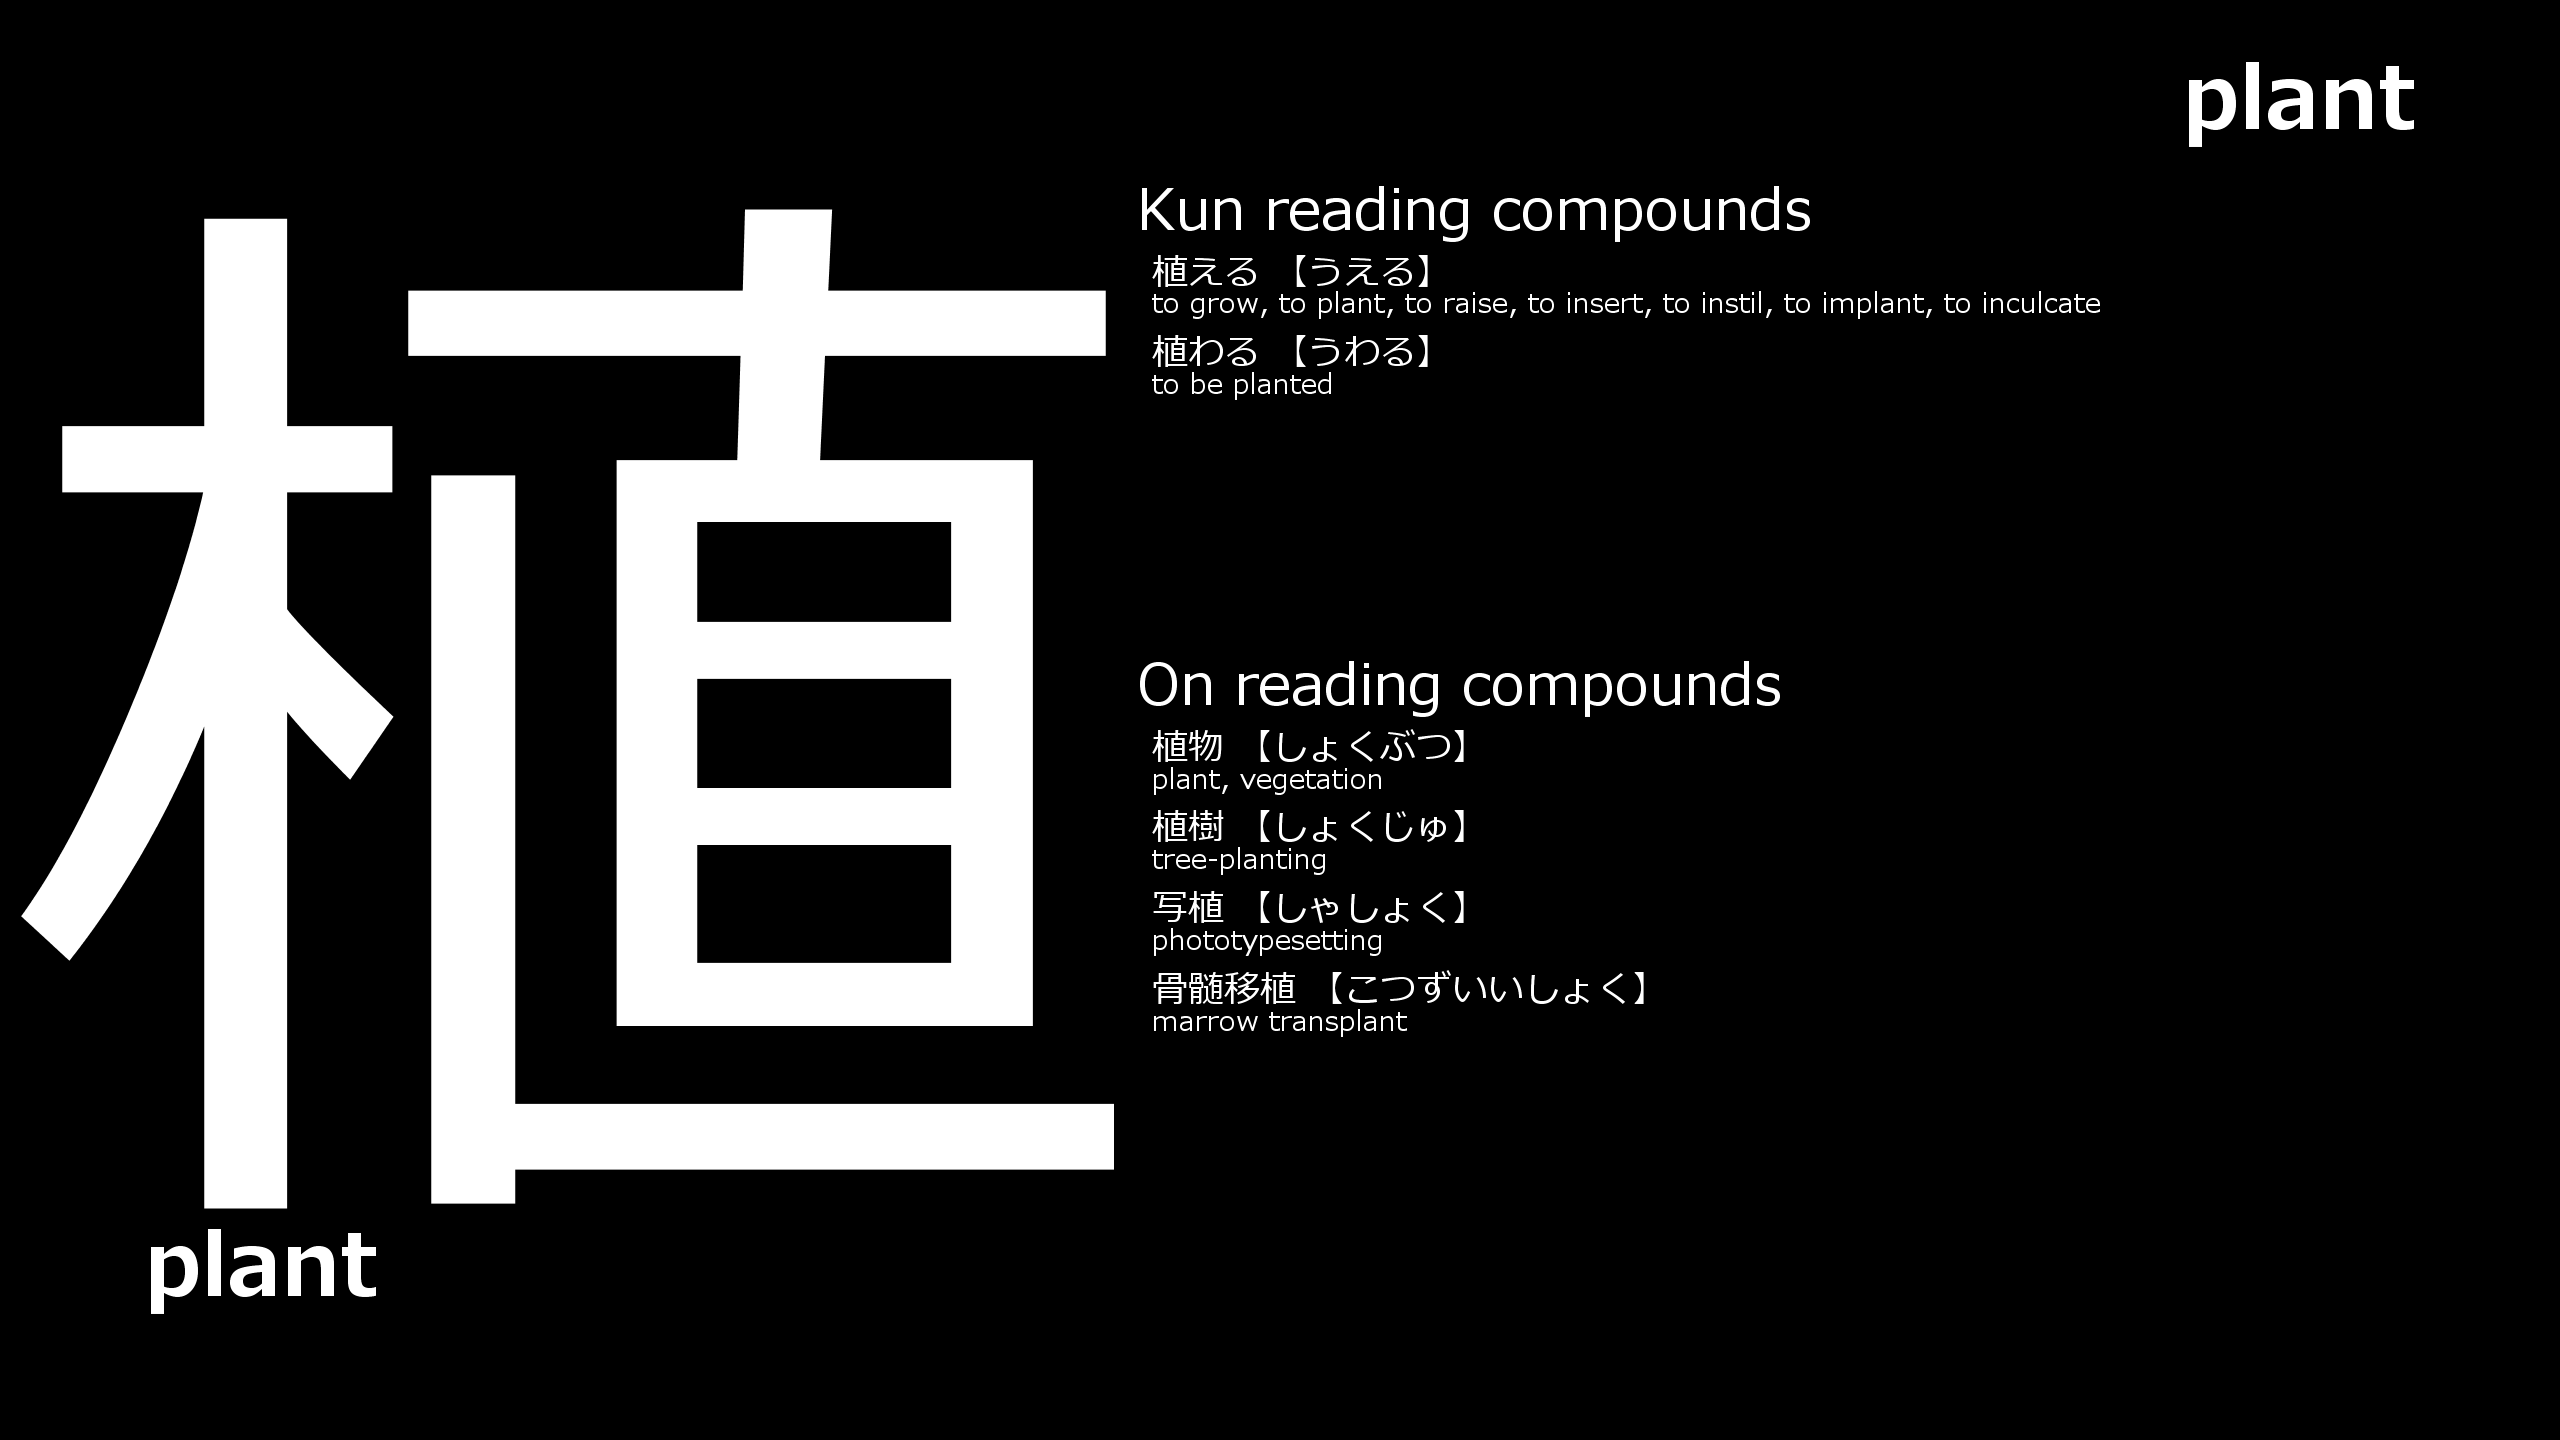 plant
植
plant
Kun reading compounds
植える 【うえる】
to grow, to plant, to raise, to insert, to instil, to implant, to inculcate
植わる 【うわる】
to be planted
On reading compounds
植物 【しょくぶつ】
plant, vegetation
植樹 【しょくじゅ】
tree-planting
写植 【しゃしょく】
phototypesetting
骨髄移植 【こつずいいしょく】
marrow transplant